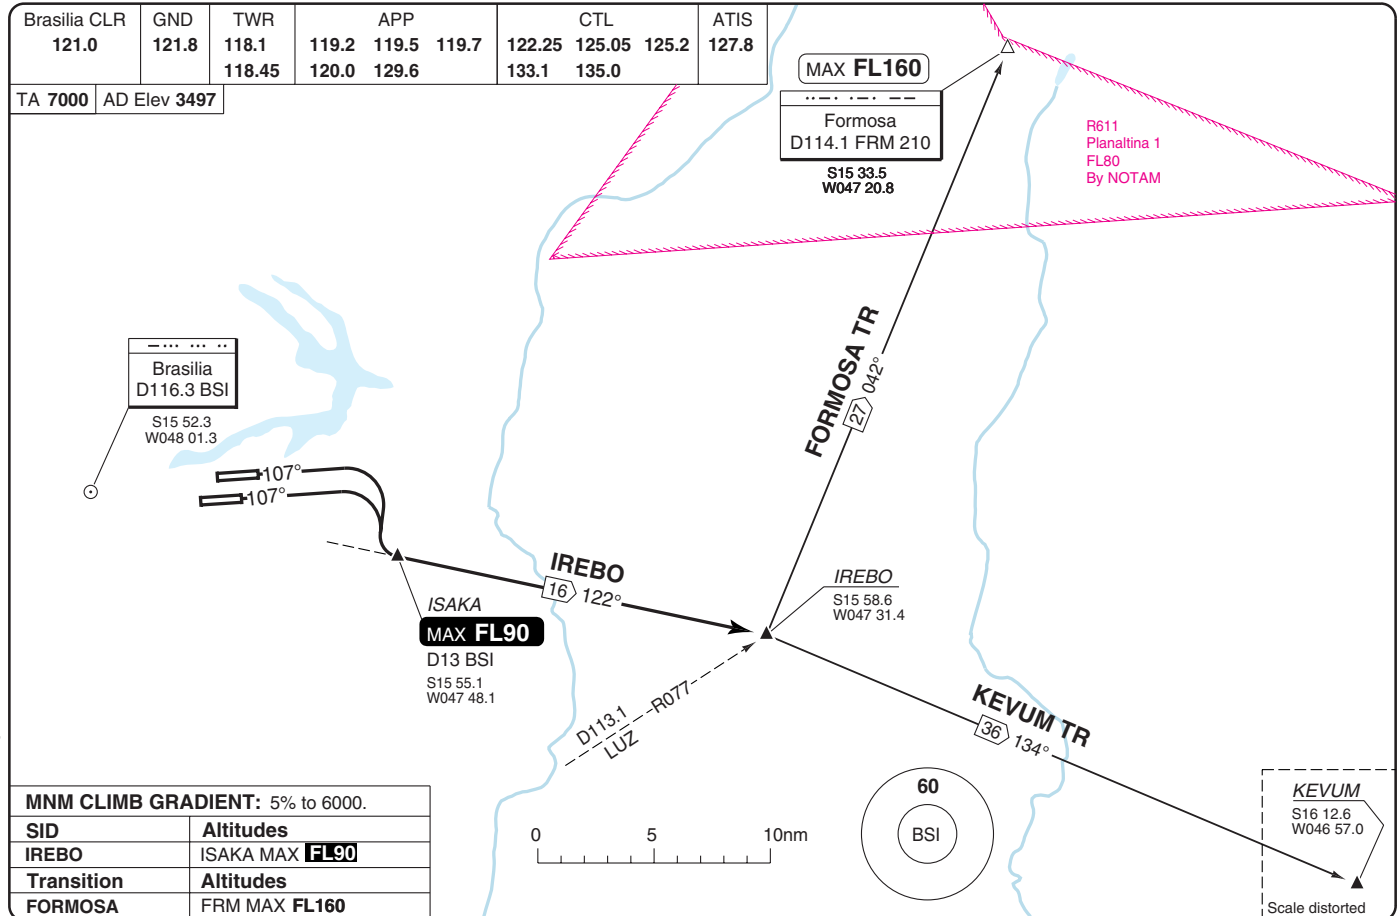 Brasilia CLR GND TWR APP CTL ATIS
121.0 121.8 118.1 119.2 119.5 119.7 122.25 125.05 125.2 127.8
118.45 120.0 129.6 133.1 135.0
TA 7000 AD Elev 3497
MAX FL160
Formosa
D114.1 FRM 210
S15 33.5
W047 20.8
R611
Planaltina 1
FL80
By NOTAM
Brasilia
D116.3 BSI
S15 52.3
W048 01.3
107°
107°
FORMOSA TR
27 042°
IREBO
16 122°
ISAKA
MAX FL90
D13 BSI
S15 55.1
W047 48.1
IREBO
S15 58.6
W047 31.4
D113.1 R077
LUZ
KEVUM TR
36 134°
KEVUM
S16 12.6
W046 57.0
Scale distorted
60
BSI
0 5 10nm
MNM CLIMB GRADIENT: 5% to 6000.
SID Altitudes
IREBO ISAKA MAX FL90
Transition Altitudes
FORMOSA FRM MAX FL160